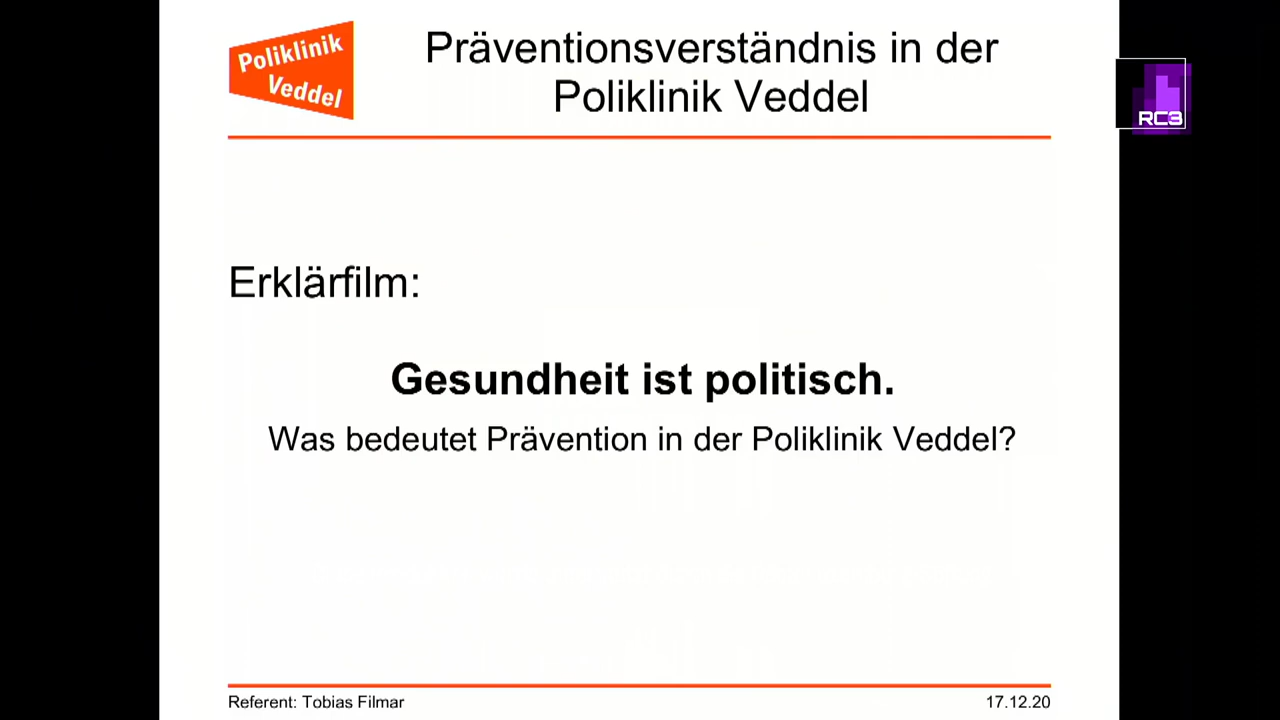 Poliklinik
Veddel
Präventionsverständnis in der
Poliklinik Veddel
RC3
Erklärfilm:
Gesundheit ist politisch.
Was bedeutet Prävention in der Poliklinik Veddel?
Referent: Tobias Filmar
17.12.20